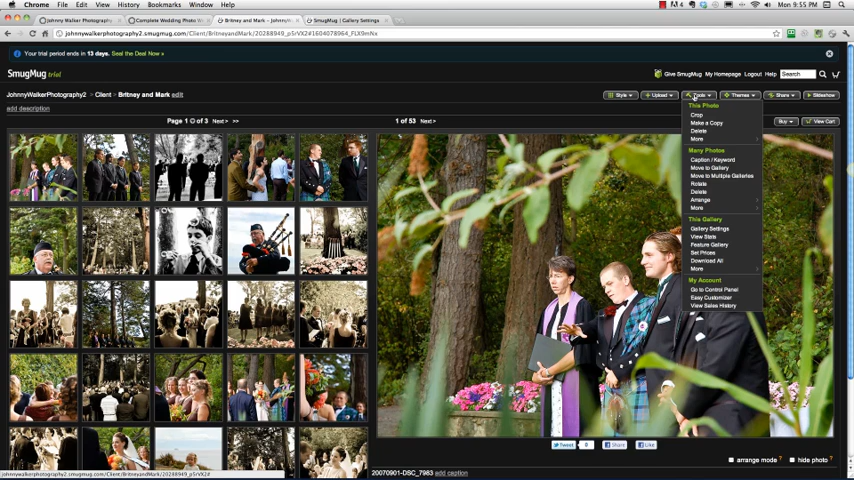 Chrome File Edit View History Bookmarks Window Help
4 Mon 9:55 PM
Johnny Walker Photography
Complete Wedding Photo W
Britney and Mark - Johnny
SmugMug | Gallery Settings
johnnywalkerphotography2.smugmug.com/Client/BritneyandMark/20288949_p5rVX2#1604078964_FLX9mNx
Your trial period ends in 13 days. Seal the Deal Now »
SmugMug trial
Give SmugMug My Homepage Logout Help Search
JohnnyWalkerPhotography2 > Client > Britney and Mark edit
Style Upload Tools Themes Share Slideshow
add description
Page 1 of 3 Next > >>
1 of 53 Next >
Buy View Cart
This Photo
Crop
Make a Copy
Delete
More
Many Photos
Caption / Keyword
Move to Gallery
Move to Multiple Galleries
Rotate
Delete
Arrange
More
This Gallery
Gallery Settings
View Stats
Feature Gallery
Set Prices
Download All
More
My Account
Go to Control Panel
Easy Customizer
View Sales History
Tweet 0 Share Like
arrange mode ? hide photo ?
20070901-DSC_7983 add caption
johnnywalkerphotography2.smugmug.com/Client/BritneyandMark/20288949_p5rVX2#